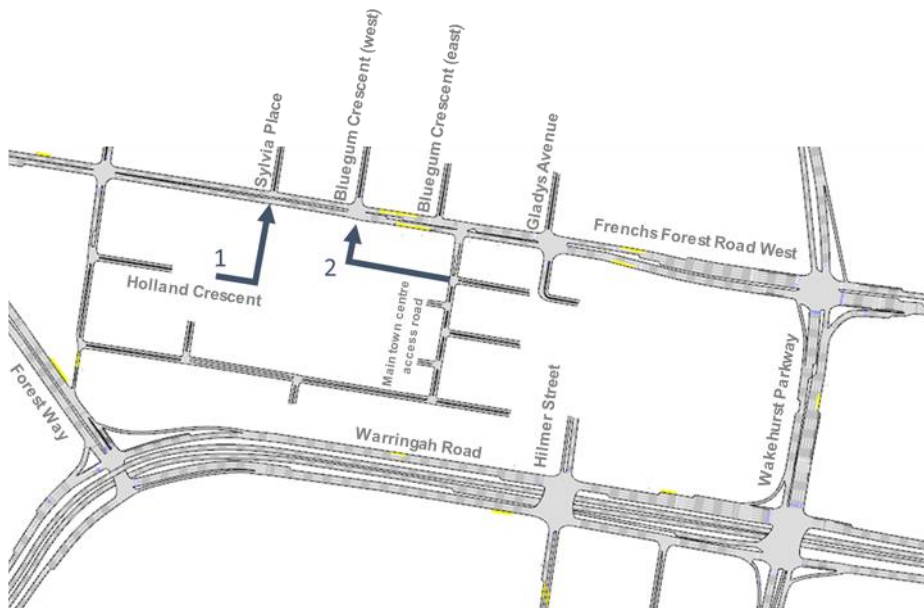 Sylvia Place
Bluegum Crescent (west)
Bluegum Crescent (east)
Gladys Avenue
Frenchs Forest Road West
1
2
Holland Crescent
Main town centre
access road
Forest Way
Warringah Road
Hilmer Street
Wakehurst Parkway